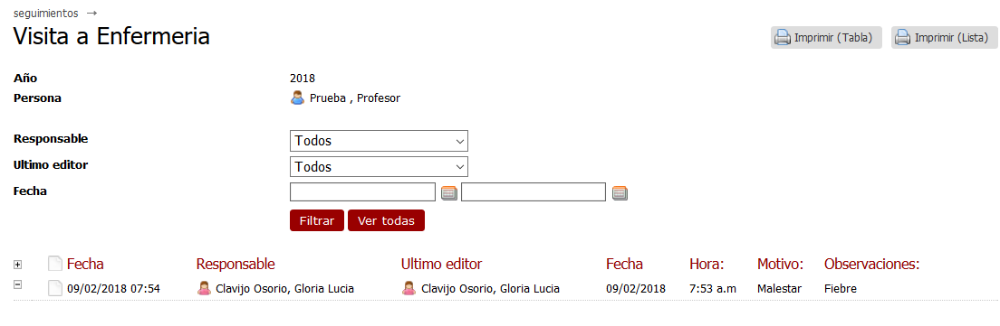 seguimientos →
Visita a Enfermeria
Imprimir (Tabla) Imprimir (Lista)
Año 2018
Persona Prueba , Profesor
Responsable Todos
Ultimo editor Todos
Fecha
Filtrar Ver todas
Fecha Responsable Ultimo editor Fecha Hora: Motivo: Observaciones:
09/02/2018 07:54 Clavijo Osorio, Gloria Lucia Clavijo Osorio, Gloria Lucia 09/02/2018 7:53 a.m Malestar Fiebre